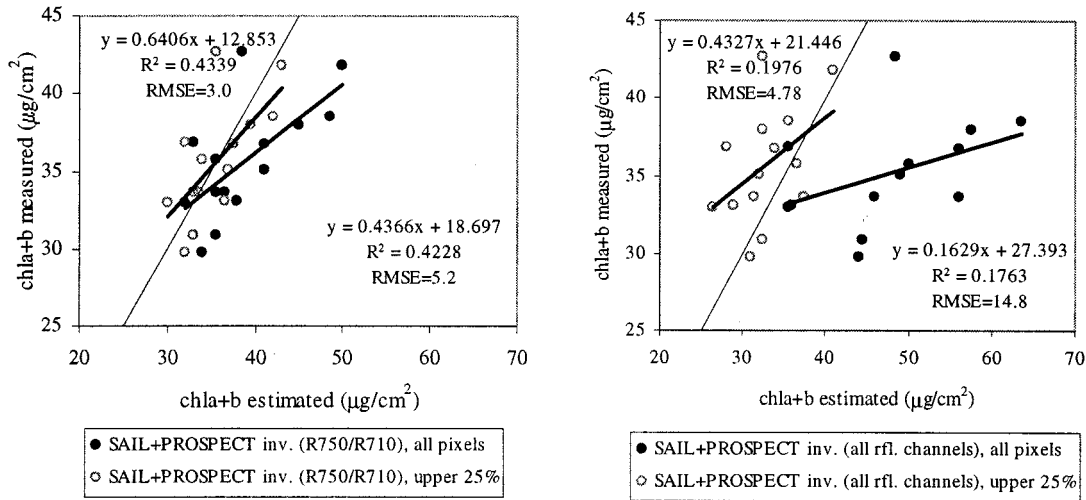 y = 0.6406x + 12.853
R² = 0.4339
RMSE=3.0
y = 0.4366x + 18.697
R² = 0.4228
RMSE=5.2
45
40
35
30
25
20
30
40
50
60
70
chla+b measured (μg/cm²)
chla+b estimated (μg/cm²)
SAIL+PROSPECT inv. (R750/R710), all pixels
SAIL+PROSPECT inv. (R750/R710), upper 25%
y = 0.4327x + 21.446
R² = 0.1976
RMSE=4.78
y = 0.1629x + 27.393
R² = 0.1763
RMSE=14.8
45
40
35
30
25
20
30
40
50
60
70
chla+b measured (μg/cm²)
chla+b estimated (μg/cm²)
SAIL+PROSPECT inv. (all rfl. channels), all pixels
SAIL+PROSPECT inv. (all rfl. channels), upper 25%